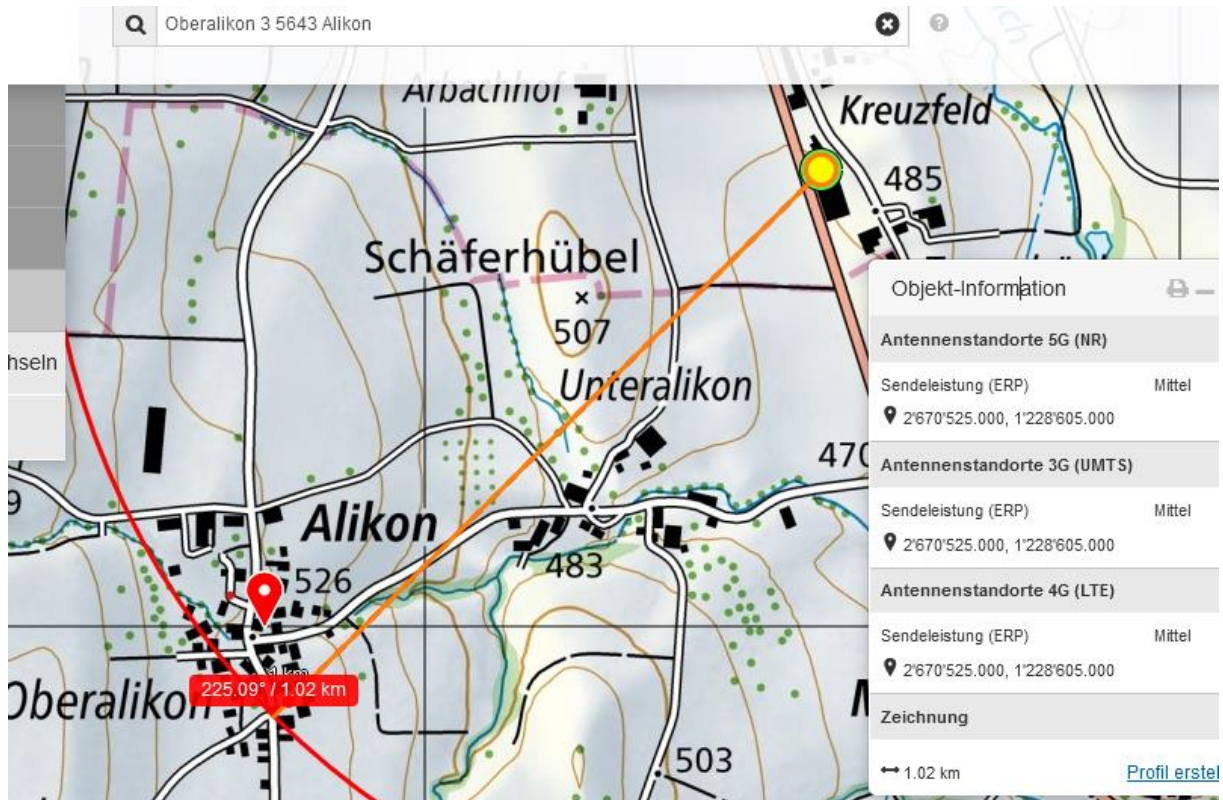 Oberalikon 3 5643 Alikon
Arbachhof
Kreuzfeld
485
Schäferhübel
507
Unteralikon
hseln
470
9
Alikon
526
483
1 km
225.09° / 1.02 km
Oberalikon
503
Objekt-Information
Antennenstandorte 5G (NR)
Sendeleistung (ERP) Mittel
2'670'525.000, 1'228'605.000
Antennenstandorte 3G (UMTS)
Sendeleistung (ERP) Mittel
2'670'525.000, 1'228'605.000
Antennenstandorte 4G (LTE)
Sendeleistung (ERP) Mittel
2'670'525.000, 1'228'605.000
Zeichnung
1.02 km Profil erstel